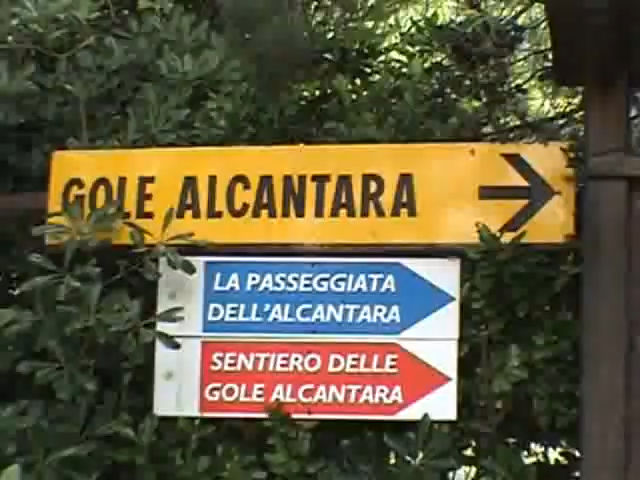 GOLE ALCANTARA
LA PASSEGGIATA
DELL'ALCANTARA
SENTIERO DELLE
GOLE ALCANTARA